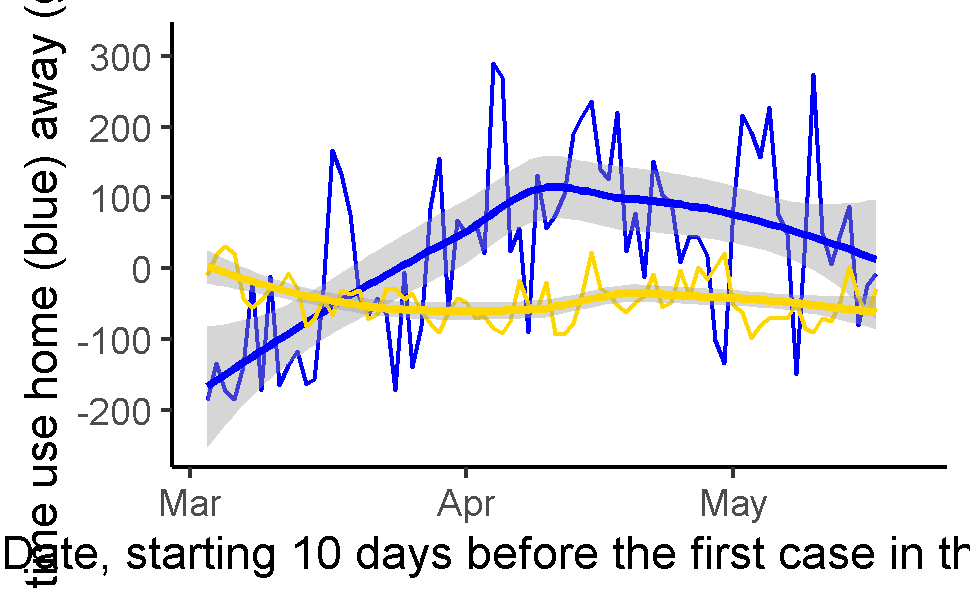 time use home (blue) away (
300
200
100
0
-100
-200
Mar Apr May
Date, starting 10 days before the first case in th